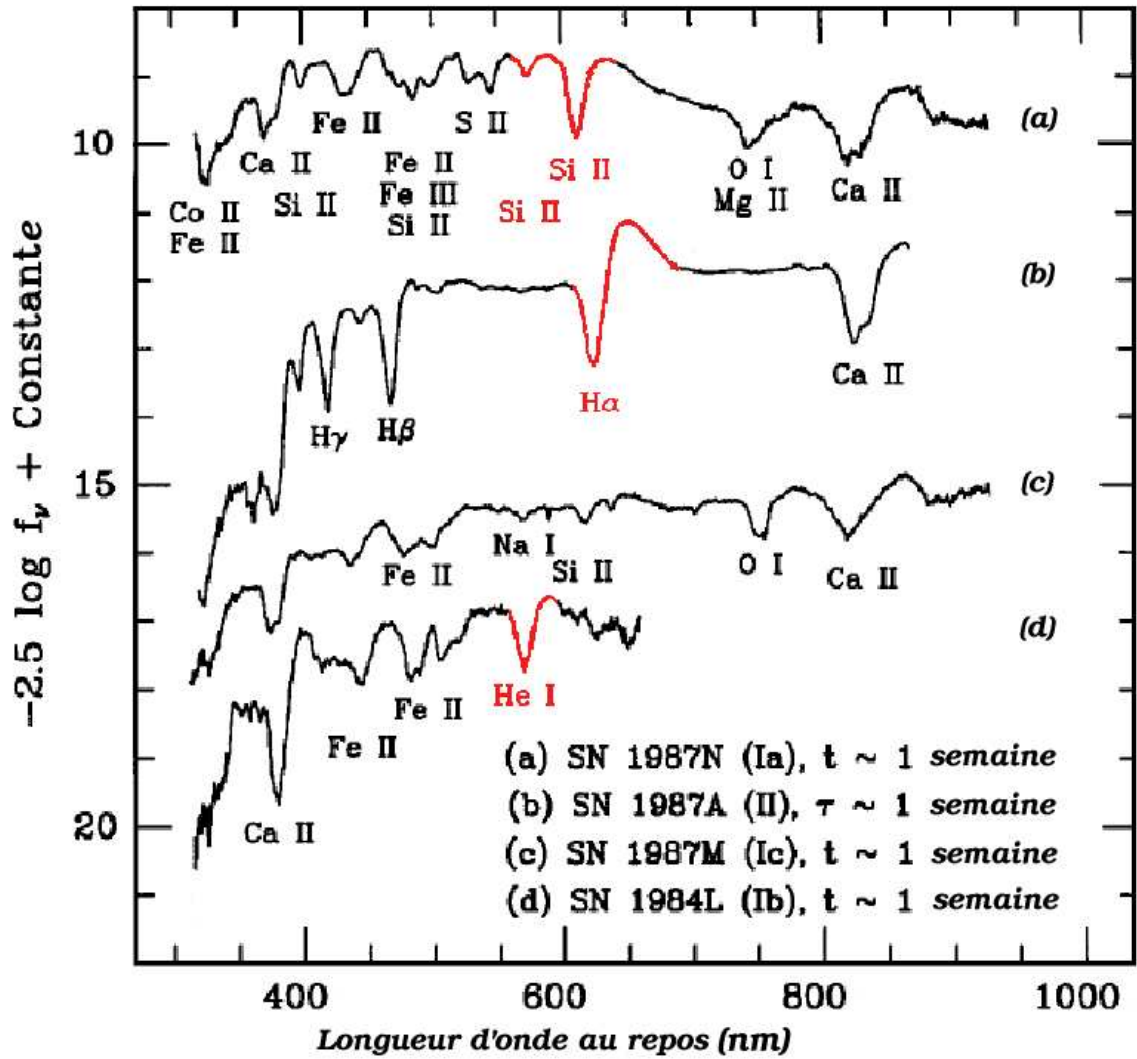 −2.5 log fν + Constante
10
15
20
(a)
Fe II
S II
Ca II
Si II
Fe II
Fe III
Si II
Si II
Si II
O I
Mg II
Ca II
Co II
Fe II
(b)
Hγ
Hβ
Hα
Ca II
(c)
Fe II
Na I
Si II
O I
Ca II
(d)
Ca II
Fe II
Fe II
He I
(a) SN 1987N (Ia), t ~ 1 semaine
(b) SN 1987A (II), τ ~ 1 semaine
(c) SN 1987M (Ic), t ~ 1 semaine
(d) SN 1984L (Ib), t ~ 1 semaine
400
600
800
1000
Longueur d'onde au repos (nm)